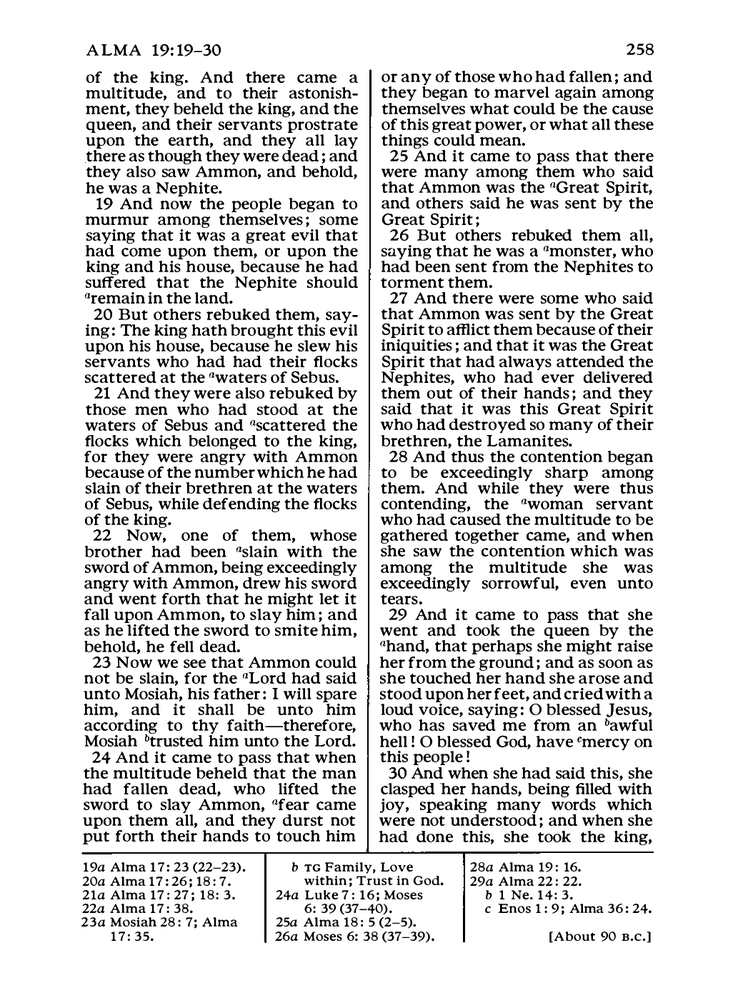 ALMA 19:19–30
258
of the king. And there came a
multitude, and to their astonish-
ment, they beheld the king, and the
queen, and their servants prostrate
upon the earth, and they all lay
there as though they were dead; and
they also saw Ammon, and behold,
he was a Nephite.
19 And now the people began to
murmur among themselves; some
saying that it was a great evil that
had come upon them, or upon the
king and his house, because he had
suffered that the Nephite should
aremain in the land.
20 But others rebuked them, say-
ing: The king hath brought this evil
upon his house, because he slew his
servants who had had their flocks
scattered at the awaters of Sebus.
21 And they were also rebuked by
those men who had stood at the
waters of Sebus and ascattered the
flocks which belonged to the king,
for they were angry with Ammon
because of the number which he had
slain of their brethren at the waters
of Sebus, while defending the flocks
of the king.
22 Now, one of them, whose
brother had been aslain with the
sword of Ammon, being exceedingly
angry with Ammon, drew his sword
and went forth that he might let it
fall upon Ammon, to slay him; and
as he lifted the sword to smite him,
behold, he fell dead.
23 Now we see that Ammon could
not be slain, for the aLord had said
unto Mosiah, his father: I will spare
him, and it shall be unto him
according to thy faith—therefore,
Mosiah btrusted him unto the Lord.
24 And it came to pass that when
the multitude beheld that the man
had fallen dead, who lifted the
sword to slay Ammon, afear came
upon them all, and they durst not
put forth their hands to touch him
or any of those who had fallen; and
they began to marvel again among
themselves what could be the cause
of this great power, or what all these
things could mean.
25 And it came to pass that there
were many among them who said
that Ammon was the aGreat Spirit,
and others said he was sent by the
Great Spirit;
26 But others rebuked them all,
saying that he was a amonster, who
had been sent from the Nephites to
torment them.
27 And there were some who said
that Ammon was sent by the Great
Spirit to afflict them because of their
iniquities; and that it was the Great
Spirit that had always attended the
Nephites, who had ever delivered
them out of their hands; and they
said that it was this Great Spirit
who had destroyed so many of their
brethren, the Lamanites.
28 And thus the contention began
to be exceedingly sharp among
them. And while they were thus
contending, the awoman servant
who had caused the multitude to be
gathered together came, and when
she saw the contention which was
among the multitude she was
exceedingly sorrowful, even unto
tears.
29 And it came to pass that she
went and took the queen by the
ahand, that perhaps she might raise
her from the ground; and as soon as
she touched her hand she arose and
stood upon her feet, and cried with a
loud voice, saying: O blessed Jesus,
who has saved me from an bawful
hell! O blessed God, have cmercy on
this people!
30 And when she had said this, she
clasped her hands, being filled with
joy, speaking many words which
were not understood; and when she
had done this, she took the king,
19a Alma 17:23 (22–23).
20a Alma 17:26; 18:7.
21a Alma 17:27; 18:3.
22a Alma 17:38.
23a Mosiah 28:7; Alma
17:35.
b TG Family, Love
within; Trust in God.
24a Luke 7:16; Moses
6:39 (37–40).
25a Alma 18:5 (2–5).
26a Moses 6:38 (37–39).
28a Alma 19:16.
29a Alma 22:22.
b 1 Ne. 14:3.
c Enos 1:9; Alma 36:24.
[About 90 B.C.]